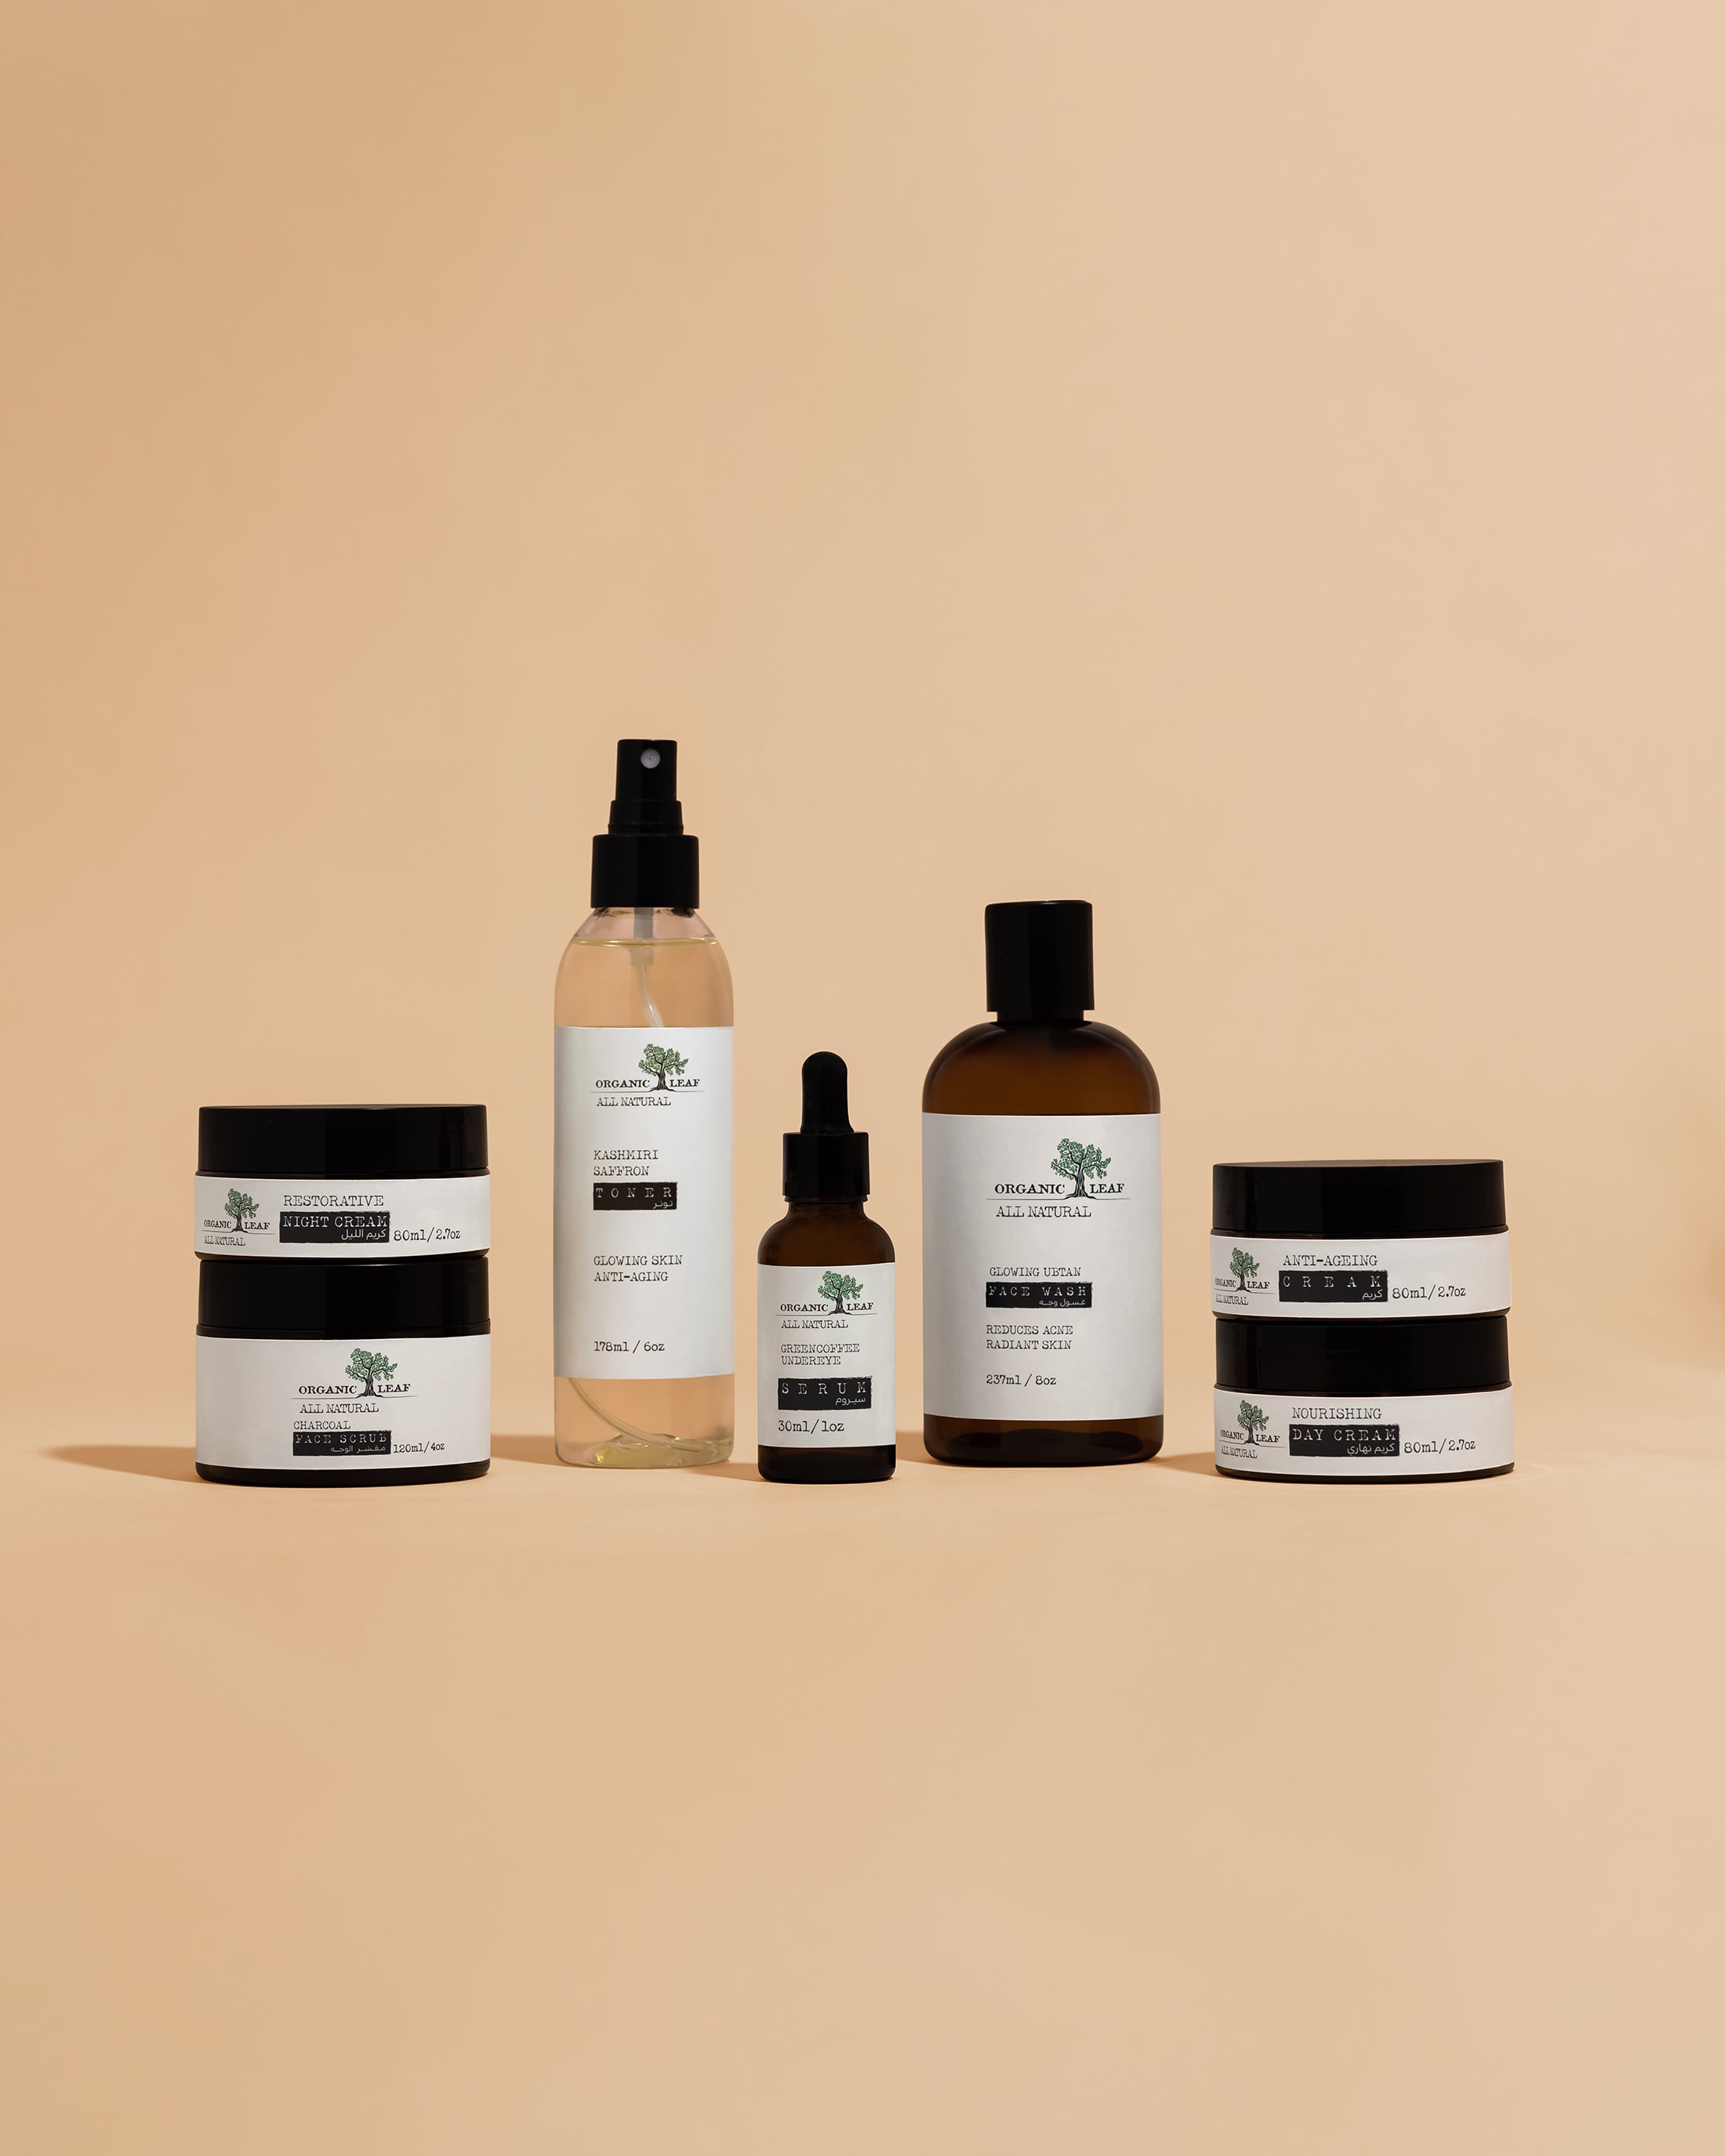 ORGANIC LEAF
ALL NATURAL
RESTORATIVE
NIGHT CREAM
كريم الليل
80ml/2.7oz
ORGANIC LEAF
ALL NATURAL
CHARCOAL
FACE SCRUB
مقشر الوجه
120ml/4oz
ORGANIC LEAF
ALL NATURAL
KASHMIRI
SAFFRON
TONER
تونر
GLOWING SKIN
ANTI-AGING
178ml / 6oz
ORGANIC LEAF
ALL NATURAL
GREENCOFFEE
UNDEREYE
SERUM
سيروم
30ml/1oz
ORGANIC LEAF
ALL NATURAL
GLOWING UBTAN
FACE WASH
غسول وجه
REDUCES ACNE
RADIANT SKIN
237ml / 8oz
ORGANIC LEAF
ALL NATURAL
ANTI-AGEING
CREAM
كريم
80ml/2.7oz
ORGANIC LEAF
ALL NATURAL
NOURISHING
DAY CREAM
كريم نهاري
80ml/2.7oz